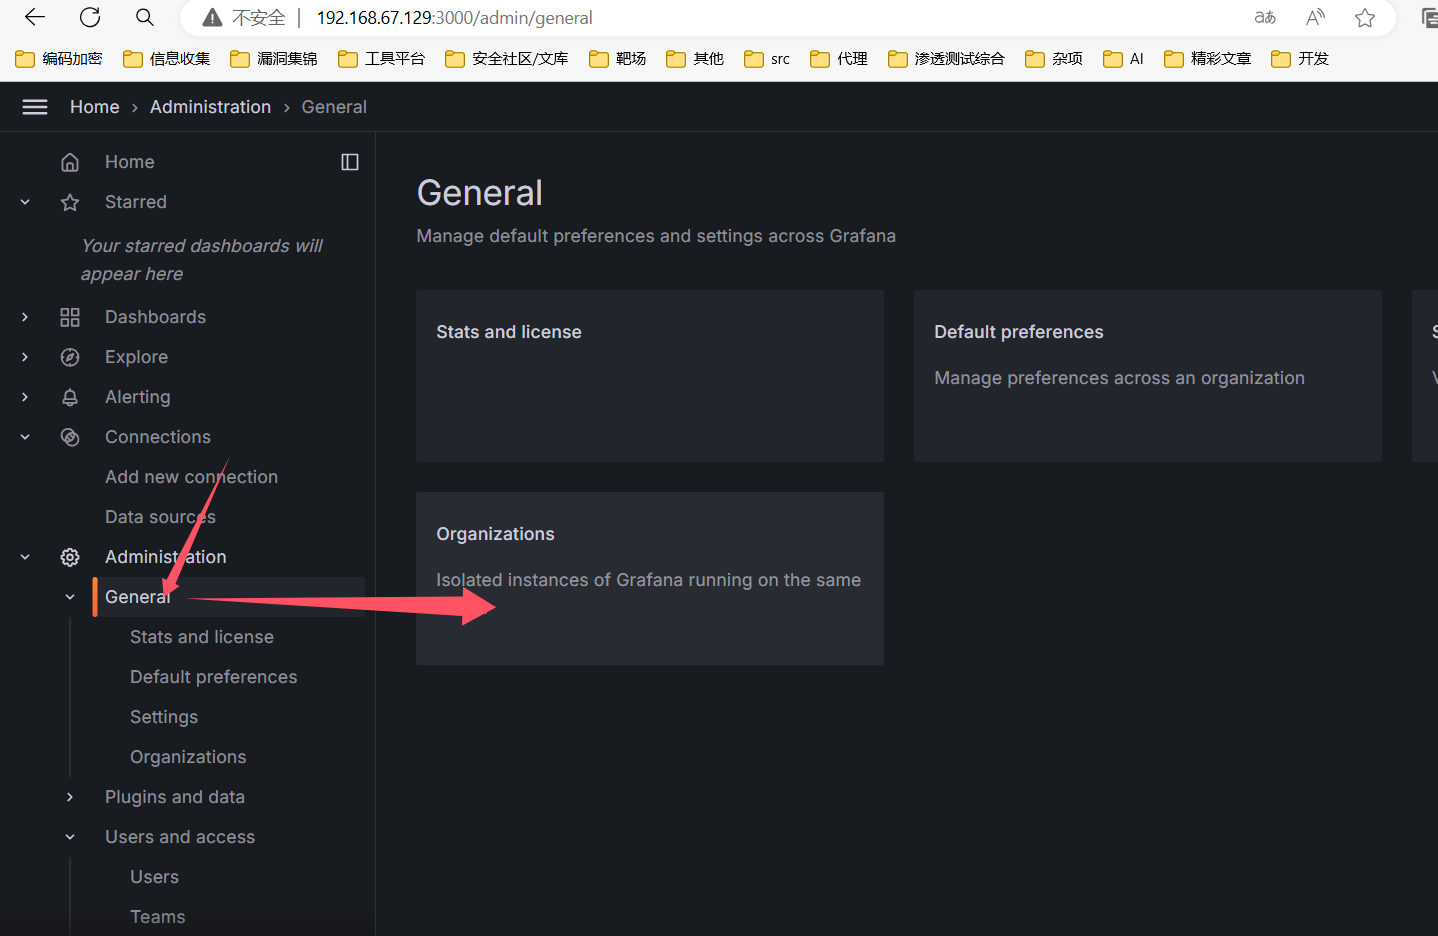 不安全 | 192.168.67.129:3000/admin/general
编码加密 信息收集 漏洞集锦 工具平台 安全社区/文库 靶场 其他 src 代理 渗透测试综合 杂项 AI 精彩文章 开发
Home › Administration › General
Home
Starred
Your starred dashboards will
appear here
Dashboards
Explore
Alerting
Connections
Add new connection
Data sources
Administration
General
Stats and license
Default preferences
Settings
Organizations
Plugins and data
Users and access
Users
Teams
General
Manage default preferences and settings across Grafana
Stats and license
Default preferences
Manage preferences across an organization
Organizations
Isolated instances of Grafana running on the same